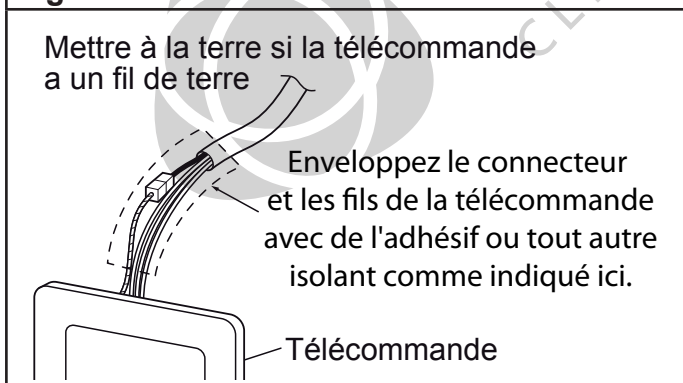 Mettre à la terre si la télécommande
a un fil de terre
Enveloppez le connecteur
et les fils de la télécommande
avec de l'adhésif ou tout autre
isolant comme indiqué ici.
Télécommande